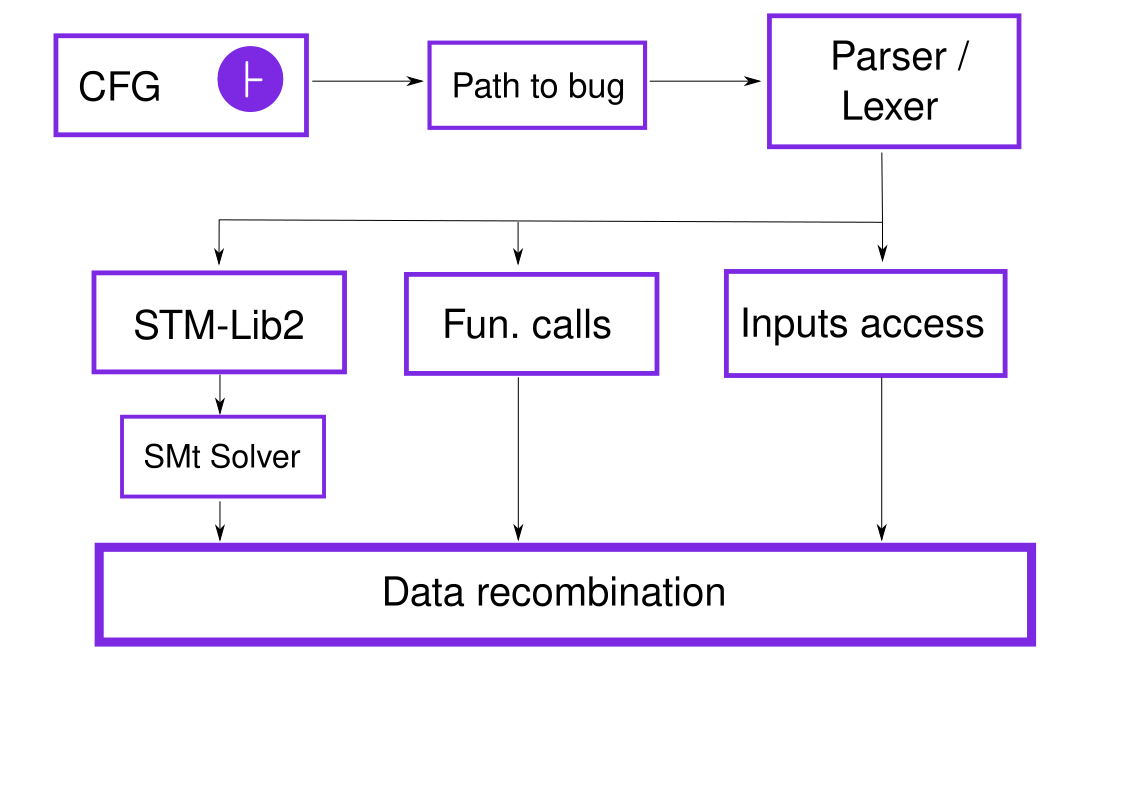 CFG ⊢
Path to bug
Parser /
Lexer
STM-Lib2
Fun. calls
Inputs access
SMt Solver
Data recombination